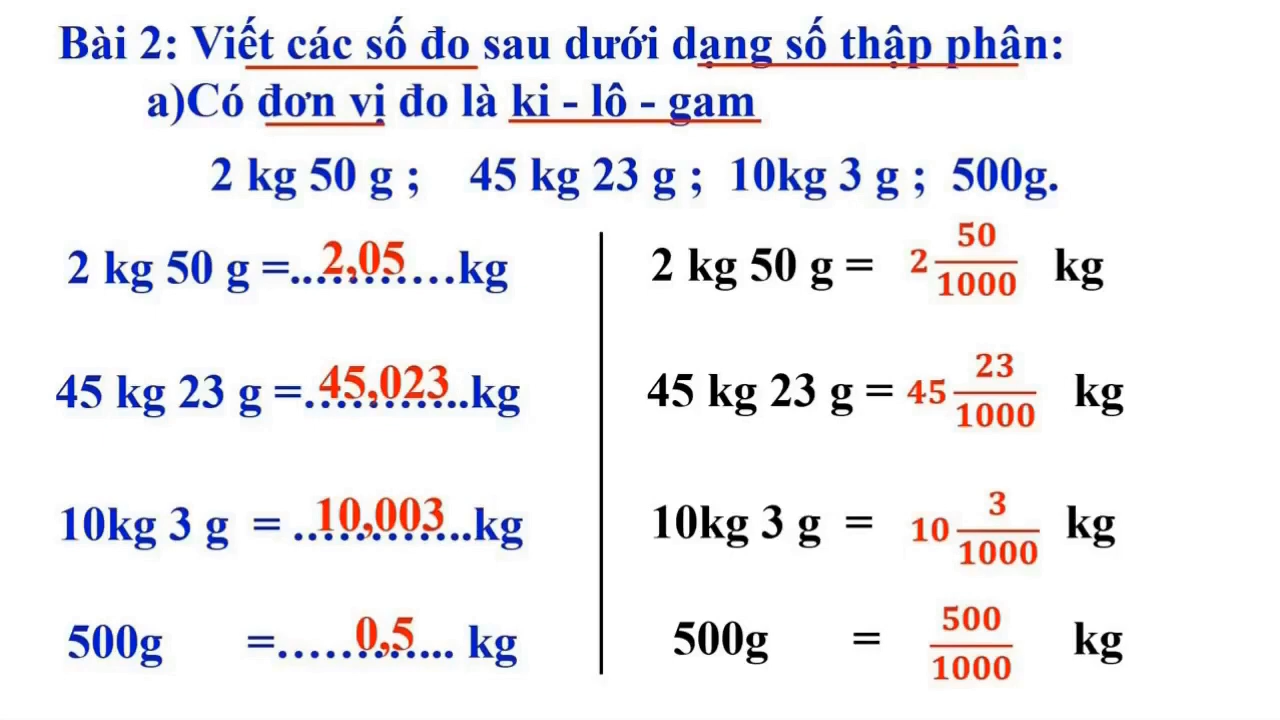 Bài 2: Viết các số đo sau dưới dạng số thập phân:
a)Có đơn vị đo là ki - lô - gam
2 kg 50 g ; 45 kg 23 g ; 10kg 3 g ; 500g.
2 kg 50 g =..2,05………kg
45 kg 23 g =…45,023……..kg
10kg 3 g = …10,003……..kg
500g =……0,5…... kg
2 kg 50 g = 2 50/1000 kg
45 kg 23 g = 45 23/1000 kg
10kg 3 g = 10 3/1000 kg
500g = 500/1000 kg